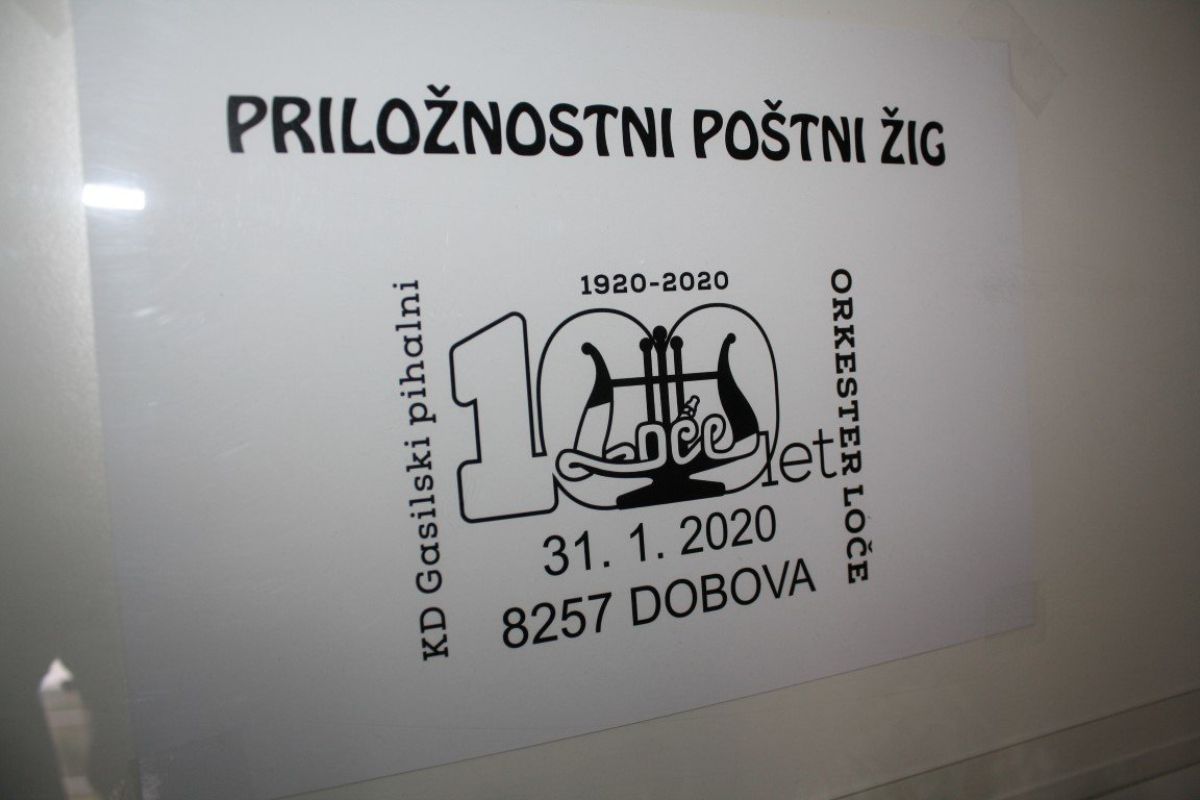 PRILOŽNOSTNI POŠTNI ŽIG
1920-2020
KD Gasilski pihalni
100
Loče
let
ORKESTER LOČE
31. 1. 2020
8257 DOBOVA